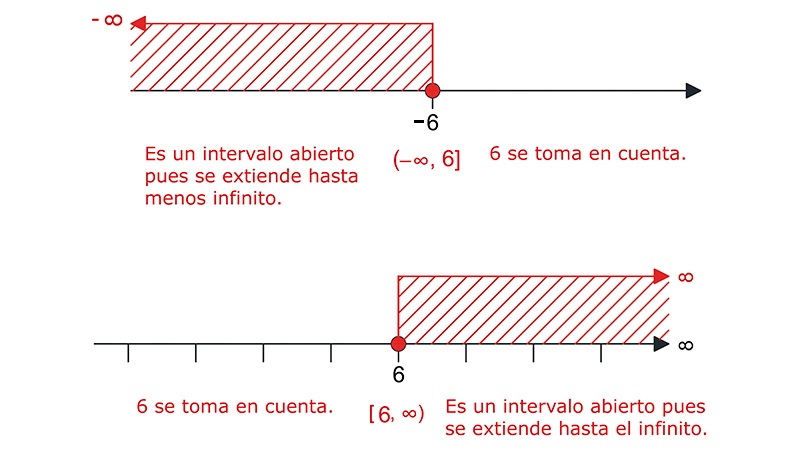 - ∞
-6
Es un intervalo abierto
pues se extiende hasta
menos infinito.
(–∞, 6]
6 se toma en cuenta.
∞
∞
6
6 se toma en cuenta.
[6, ∞)
Es un intervalo abierto pues
se extiende hasta el infinito.